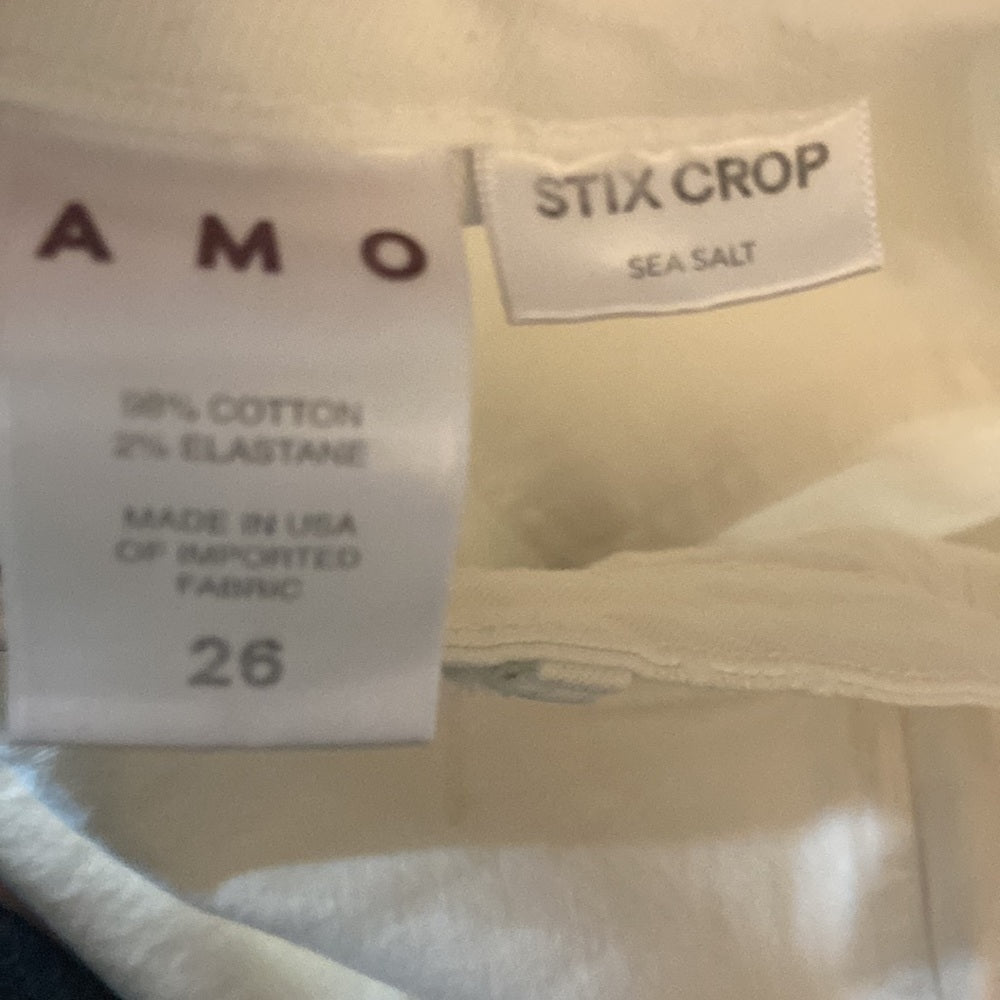 A M O
98% COTTON
2% ELASTANE
MADE IN USA
OF IMPORTED
FABRIC
26
STIX CROP
SEA SALT